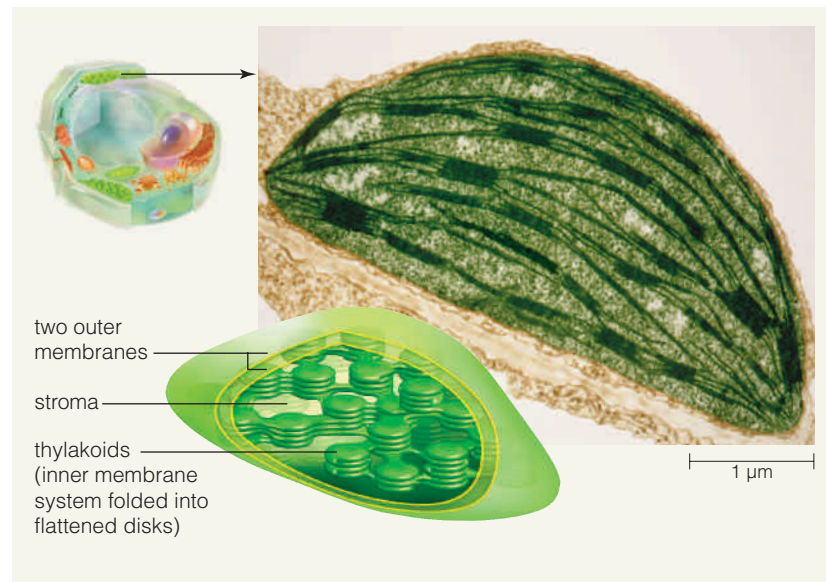 two outer
membranes
stroma
thylakoids
(inner membrane
system folded into
flattened disks)
1 µm